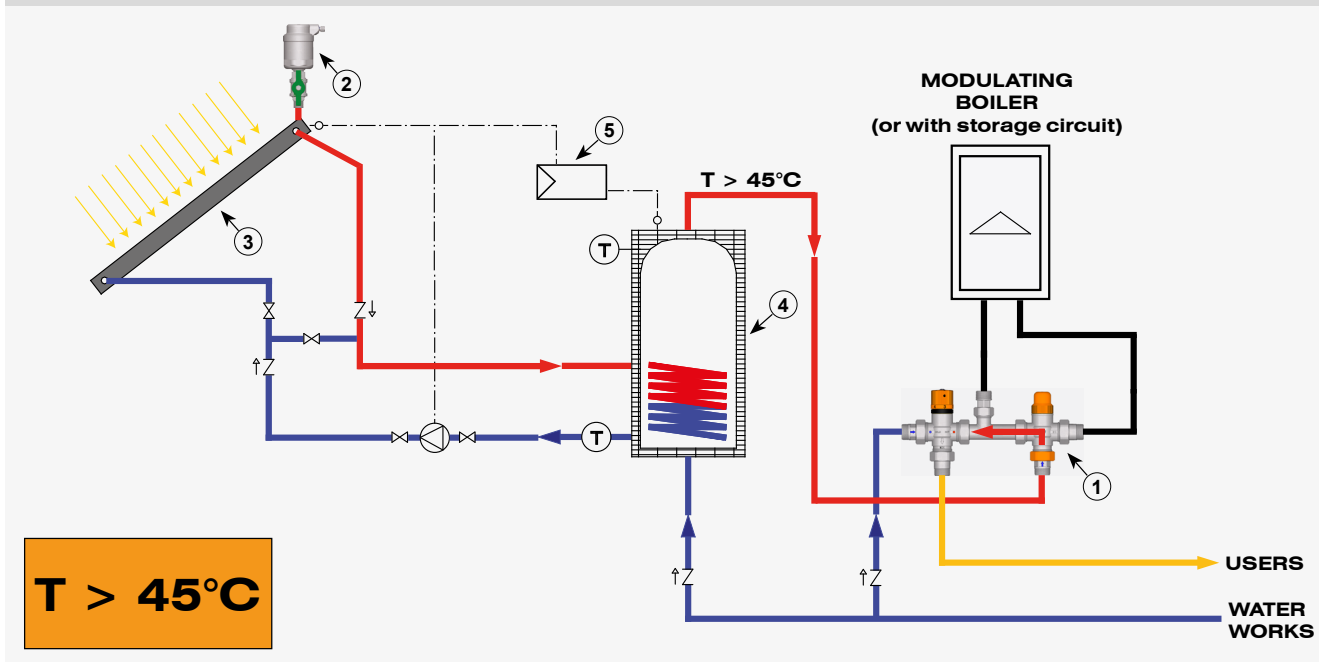 2
MODULATING
BOILER
(or with storage circuit)
5
T > 45°C
3
T
4
T
1
T > 45°C
USERS
WATER
WORKS